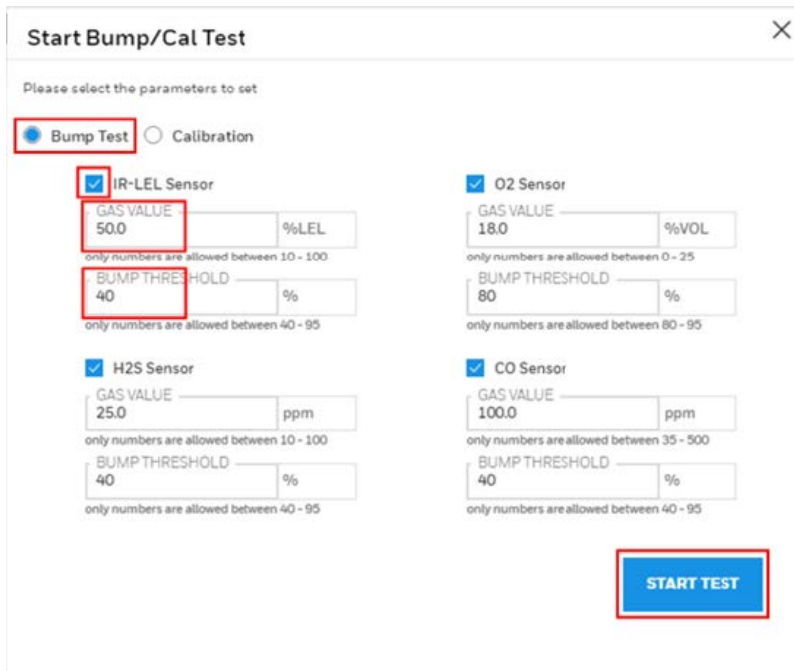 Start Bump/Cal Test
Please select the parameters to set
Bump Test Calibration
IR-LEL Sensor
GAS VALUE
50.0 %LEL
only numbers are allowed between 10 - 100
BUMP THRESHOLD
40 %
only numbers are allowed between 40 - 95
O2 Sensor
GAS VALUE
18.0 %VOL
only numbers are allowed between 0 - 25
BUMP THRESHOLD
80 %
only numbers are allowed between 80 - 95
H2S Sensor
GAS VALUE
25.0 ppm
only numbers are allowed between 10 - 100
BUMP THRESHOLD
40 %
only numbers are allowed between 40 - 95
CO Sensor
GAS VALUE
100.0 ppm
only numbers are allowed between 35 - 500
BUMP THRESHOLD
40 %
only numbers are allowed between 40 - 95
START TEST